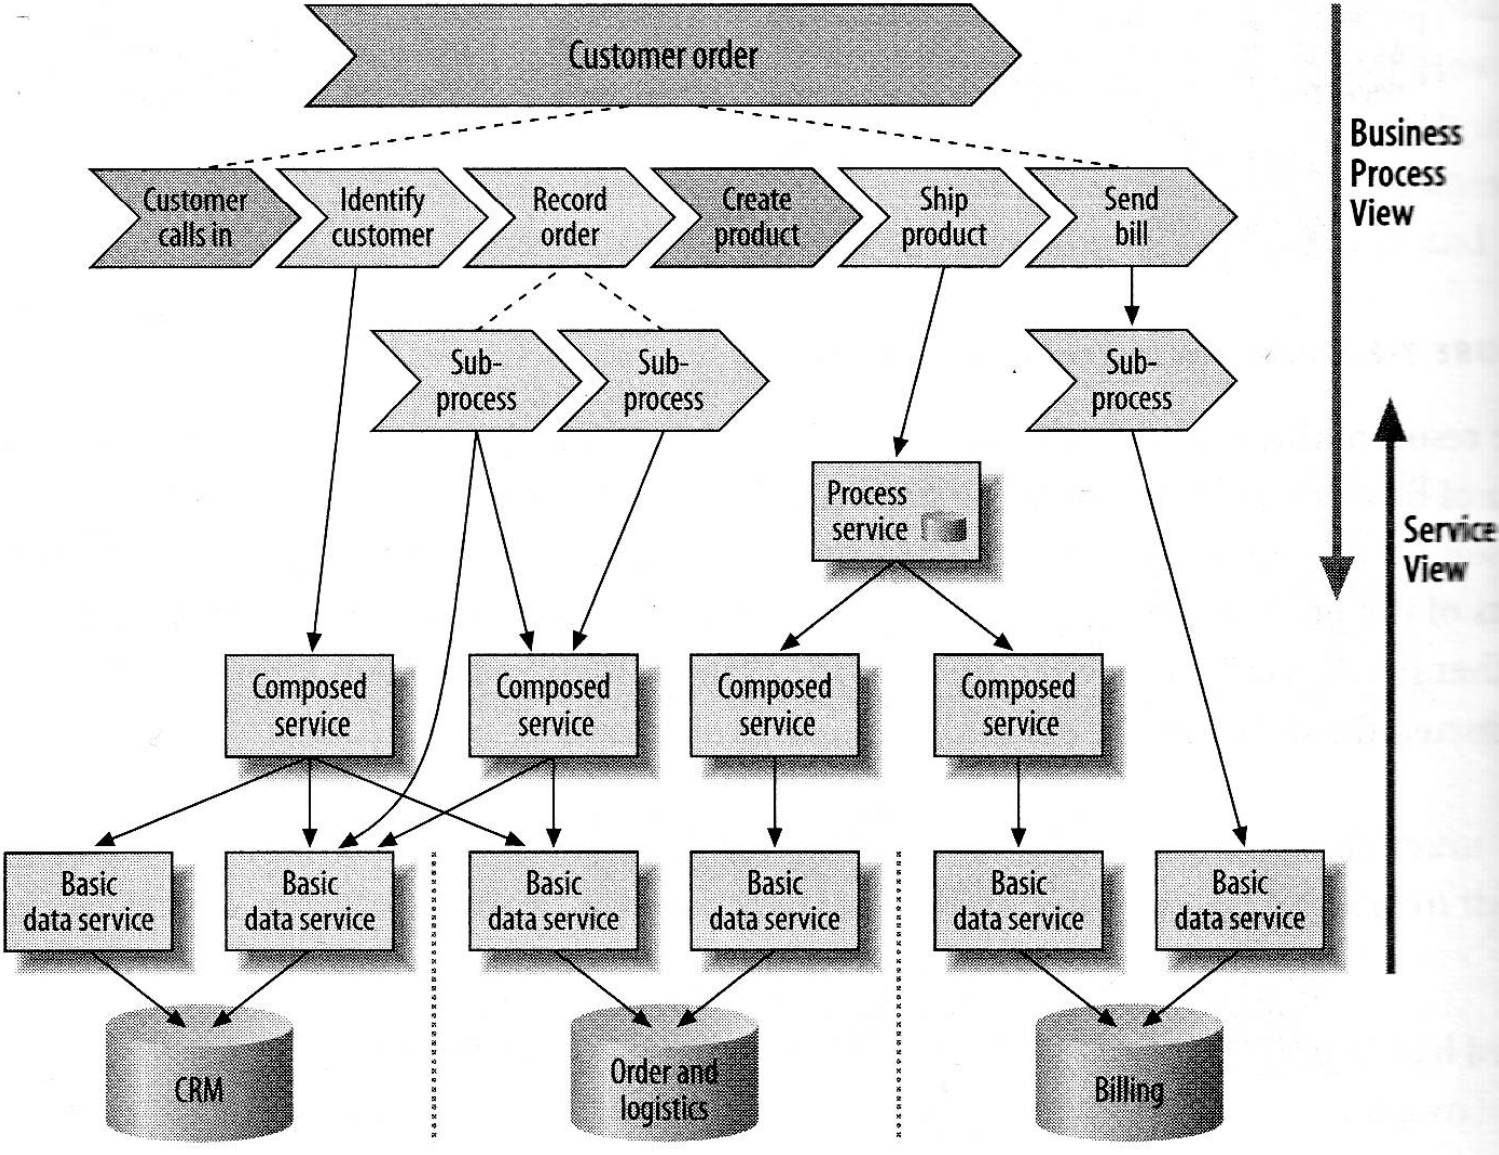 Customer order
Business
Process
View
Customer
calls in
Identify
customer
Record
order
Create
product
Ship
product
Send
bill
Sub-
process
Sub-
process
Sub-
process
Process
service
Service
View
Composed
service
Composed
service
Composed
service
Composed
service
Basic
data service
Basic
data service
Basic
data service
Basic
data service
Basic
data service
Basic
data service
CRM
Order and
logistics
Billing